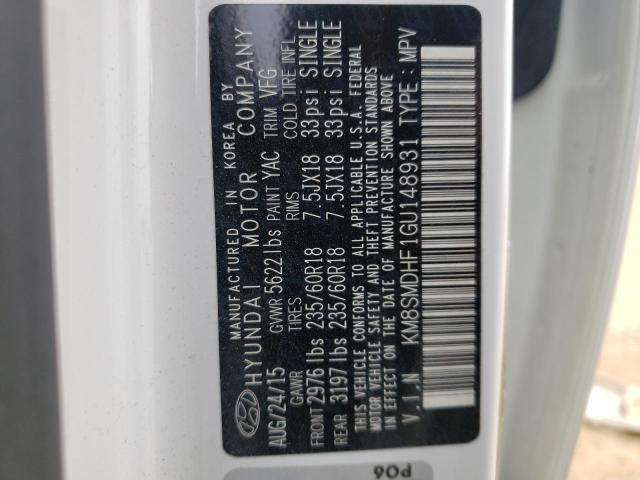 MANUFACTURED IN KOREA BY
HYUNDAI MOTOR COMPANY
AUG/24/15 GVWR 5622 lbs PAINT YAC TRIM VFG
GAWR TIRES RIMS COLD TIRE INFL
FRONT 2976 lbs 235/60R18 7.5JX18 33psi SINGLE
REAR 3197 lbs 235/60R18 7.5JX18 33psi SINGLE
THIS VEHICLE CONFORMS TO ALL APPLICABLE U.S.A. FEDERAL
MOTOR VEHICLE SAFETY AND THEFT PREVENTION STANDARDS
IN EFFECT ON THE DATE OF MANUFACTURE SHOWN ABOVE
V.I.N KM8SMDHF1GU148931 TYPE : MPV
P06